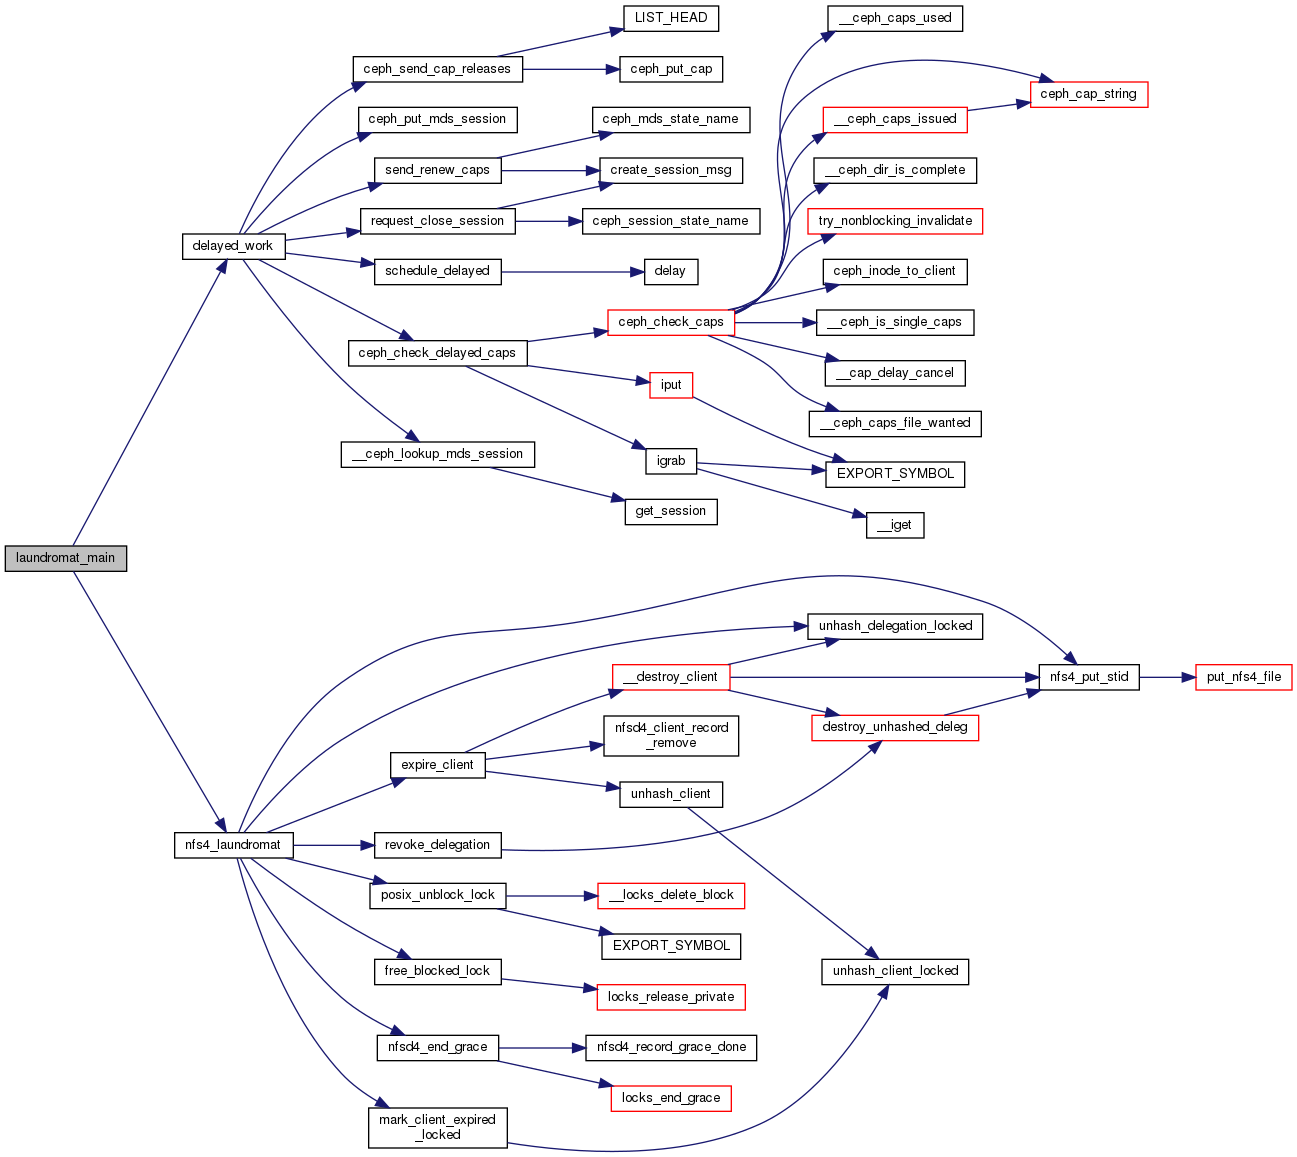 LIST_HEAD
__ceph_caps_used
ceph_send_cap_releases
ceph_put_cap
ceph_cap_string
ceph_put_mds_session
ceph_mds_state_name
__ceph_caps_issued
send_renew_caps
create_session_msg
__ceph_dir_is_complete
request_close_session
ceph_session_state_name
try_nonblocking_invalidate
delayed_work
schedule_delayed
delay
ceph_inode_to_client
ceph_check_caps
__ceph_is_single_caps
ceph_check_delayed_caps
iput
__cap_delay_cancel
__ceph_caps_file_wanted
__ceph_lookup_mds_session
igrab
EXPORT_SYMBOL
get_session
__iget
laundromat_main
unhash_delegation_locked
__destroy_client
nfs4_put_stid
put_nfs4_file
nfsd4_client_record
_remove
destroy_unhashed_deleg
expire_client
unhash_client
nfs4_laundromat
revoke_delegation
posix_unblock_lock
__locks_delete_block
EXPORT_SYMBOL
free_blocked_lock
unhash_client_locked
locks_release_private
nfsd4_end_grace
nfsd4_record_grace_done
locks_end_grace
mark_client_expired
_locked